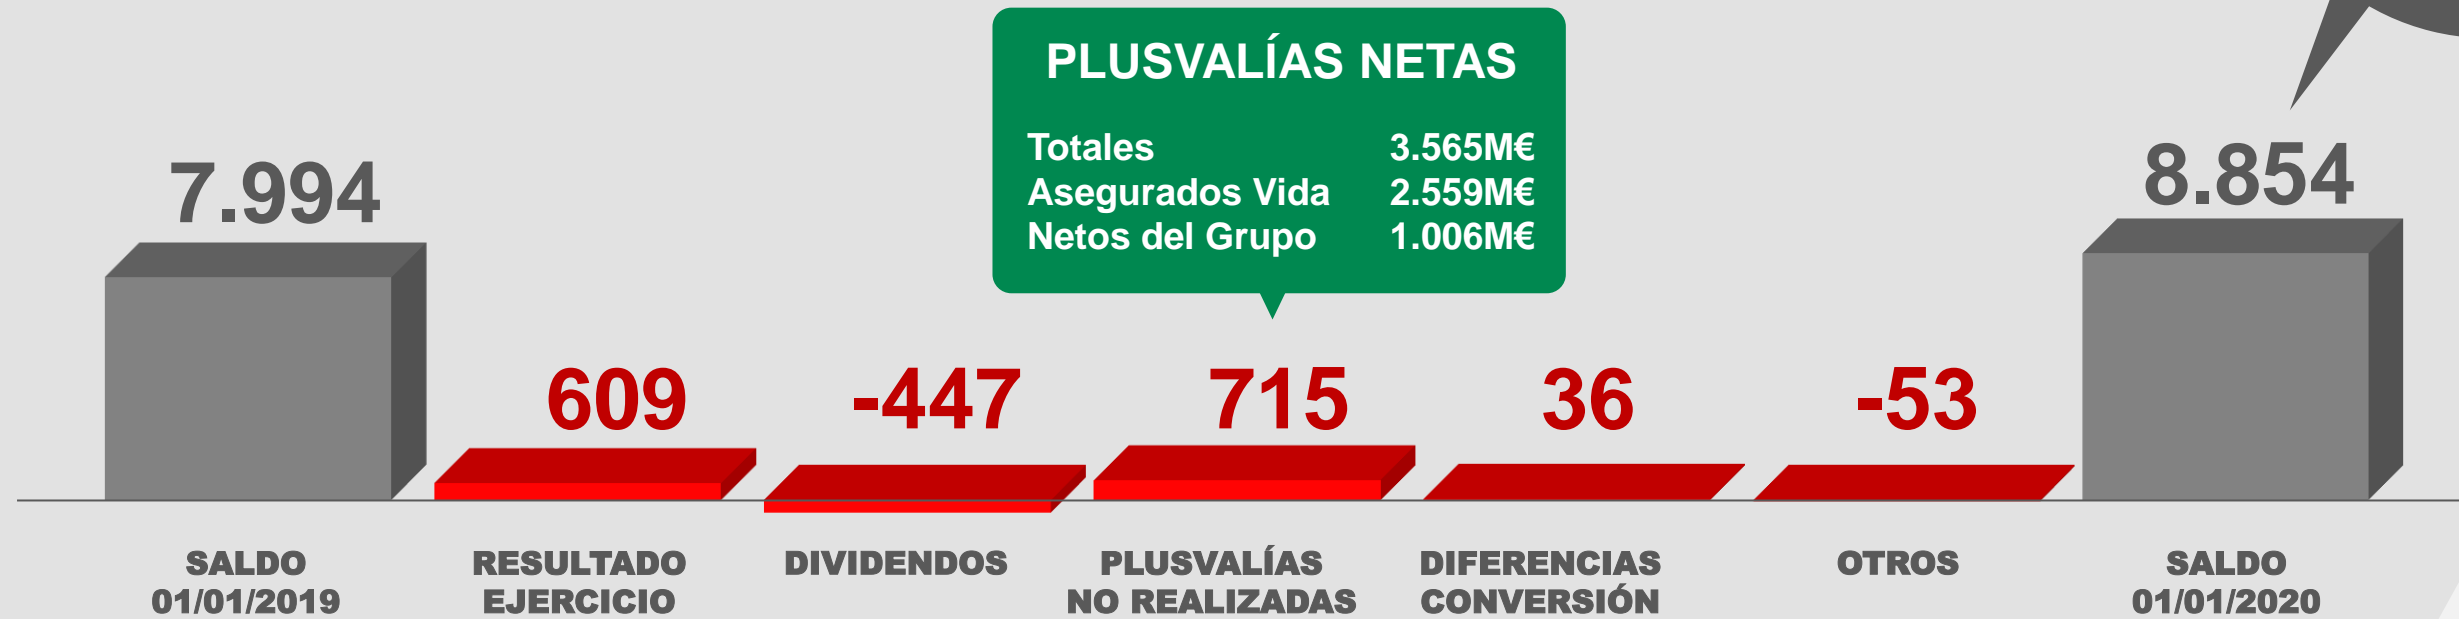 PLUSVALÍAS NETAS
Totales 3.565M€
Asegurados Vida 2.559M€
Netos del Grupo 1.006M€
7.994
8.854
609
-447
715
36
-53
SALDO
01/01/2019
RESULTADO
EJERCICIO
DIVIDENDOS
PLUSVALÍAS
NO REALIZADAS
DIFERENCIAS
CONVERSIÓN
OTROS
SALDO
01/01/2020